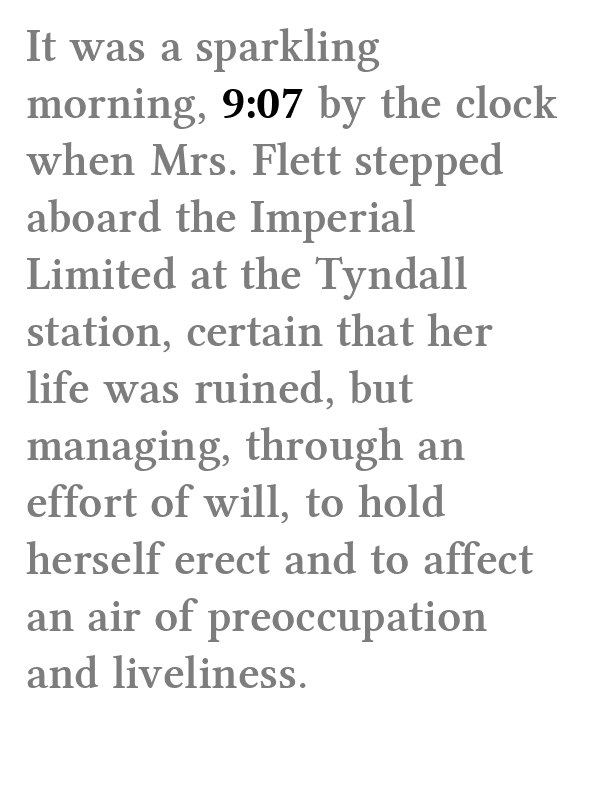 It was a sparkling
morning, 9:07 by the clock
when Mrs. Flett stepped
aboard the Imperial
Limited at the Tyndall
station, certain that her
life was ruined, but
managing, through an
effort of will, to hold
herself erect and to affect
an air of preoccupation
and liveliness.